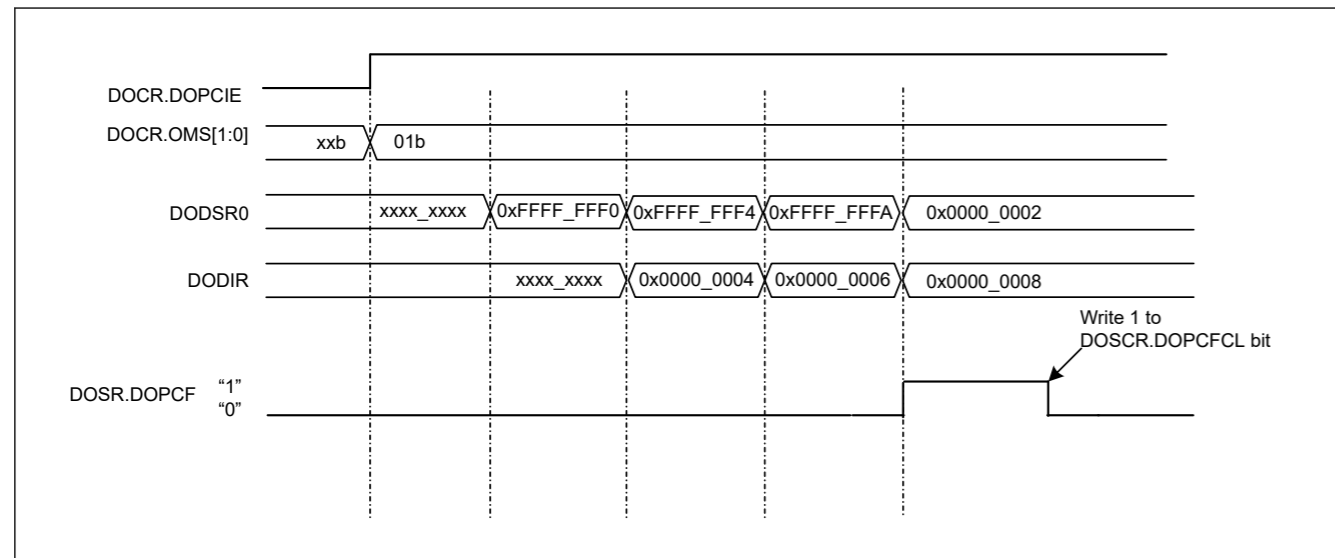 DOCR.DOPCIE
DOCR.OMS[1:0] xxb 01b
DODSR0 xxxx_xxxx 0xFFFF_FFF0 0xFFFF_FFF4 0xFFFF_FFFA 0x0000_0002
DODIR xxxx_xxxx 0x0000_0004 0x0000_0006 0x0000_0008
Write 1 to
DOSCR.DOPCFCL bit
DOSR.DOPCF “1”
“0”